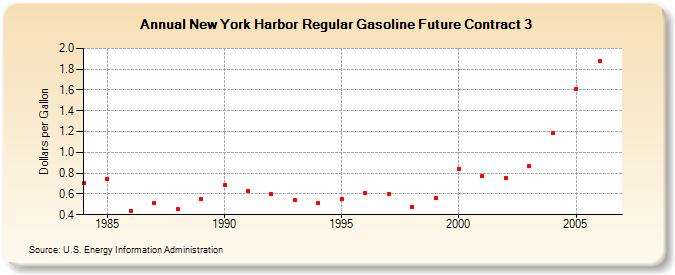 Annual New York Harbor Regular Gasoline Future Contract 3
Dollars per Gallon
2.0
1.8
1.6
1.4
1.2
1.0
0.8
0.6
0.4
1985 1990 1995 2000 2005
Source: U.S. Energy Information Administration